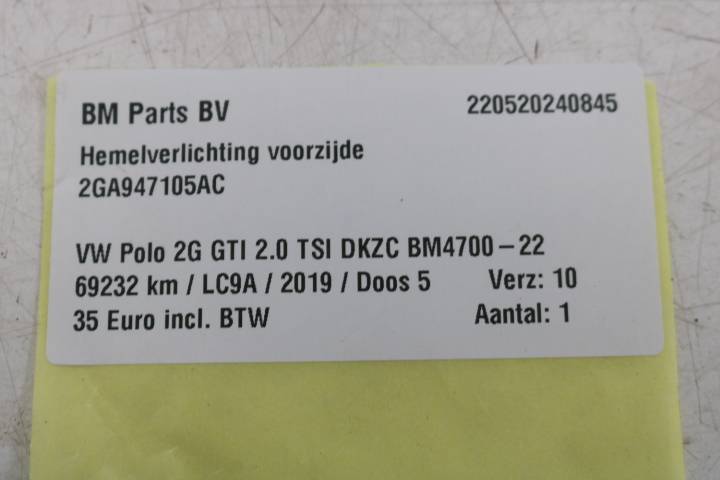 BM Parts BV 220520240845
Hemelverlichting voorzijde
2GA947105AC
VW Polo 2G GTI 2.0 TSI DKZC BM4700-22
69232 km / LC9A / 2019 / Doos 5 Verz: 10
35 Euro incl. BTW Aantal: 1